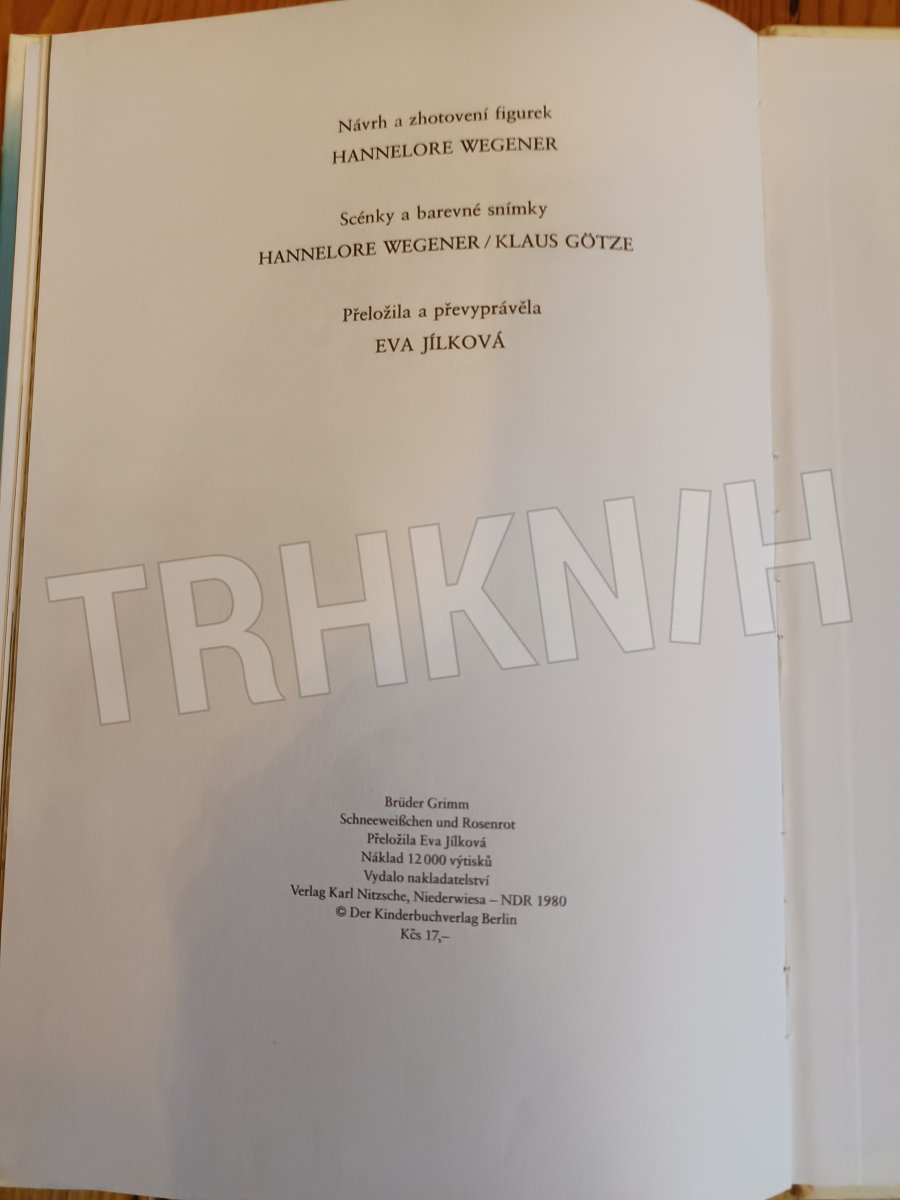 Návrh a zhotovení figurek
HANNELORE WEGENER
Scénky a barevné snímky
HANNELORE WEGENER / KLAUS GÖTZE
Přeložila a převyprávěla
EVA JÍLKOVÁ
TRHKNIH
Brüder Grimm
Schneeweißchen und Rosenrot
Přeložila Eva Jílková
Náklad 12 000 výtisků
Vydalo nakladatelství
Verlag Karl Nitzsche, Niederwiesa – NDR 1980
© Der Kinderbuchverlag Berlin
Kčs 17,–